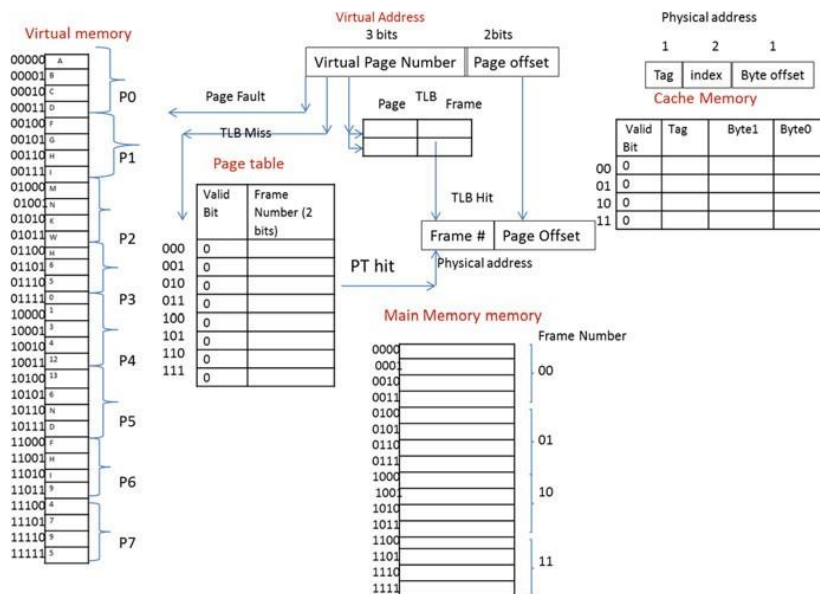 Virtual Address
3 bits 2bits
Virtual Page Number Page offset
Physical address
1 2 1
Tag index Byte offset
Virtual memory
00000 A
00001 B
00010 C
00011 D
P0
00100 F
00101 G
00110 H
00111 I
P1
01000 M
01001 N
01010 K
01011 W
P2
01100 H
01101 6
01110 5
01111 0
P3
10000 1
10001 3
10010 4
10011 12
P4
10100 13
10101 6
10110 N
10111 D
P5
11000 F
11001 H
11010 I
11011 9
P6
11100 4
11101 7
11110 9
11111 5
P7
Page Fault
TLB Miss
Page TLB Frame
TLB Hit
Page table
Valid Bit
Frame Number (2 bits)
000 0
001 0
010 0
011 0
100 0
101 0
110 0
111 0
PT hit
Frame # Page Offset
Physical address
Cache Memory
Valid Bit
Tag
Byte1
Byte0
00 0
01 0
10 0
11 0
Main Memory memory
Frame Number
0000
0001
0010
0011
00
0100
0101
0110
0111
01
1000
1001
1010
1011
10
1100
1101
1110
1111
11